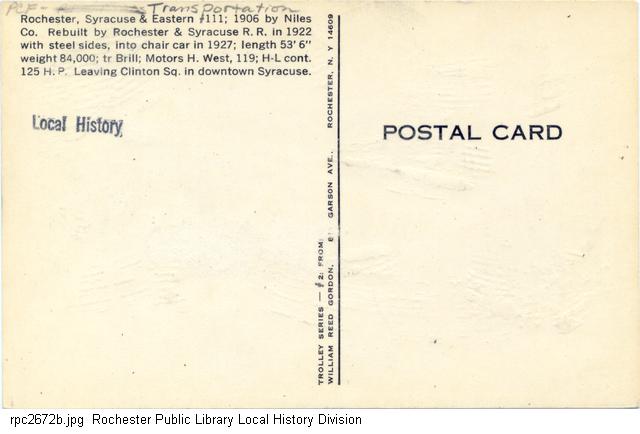 PCF- Transportation
Rochester, Syracuse & Eastern #111; 1906 by Niles
Co. Rebuilt by Rochester & Syracuse R. R. in 1922
with steel sides, into chair car in 1927; length 53' 6"
weight 84,000; tr Brill; Motors H. West, 119; H-L cont.
125 H. P. Leaving Clinton Sq. in downtown Syracuse.
Local History
TROLLEY SERIES — #2: FROM:
WILLIAM REED GORDON, GARSON AVE., ROCHESTER, N. Y 14609
POSTAL CARD
rpc2672b.jpg Rochester Public Library Local History Division